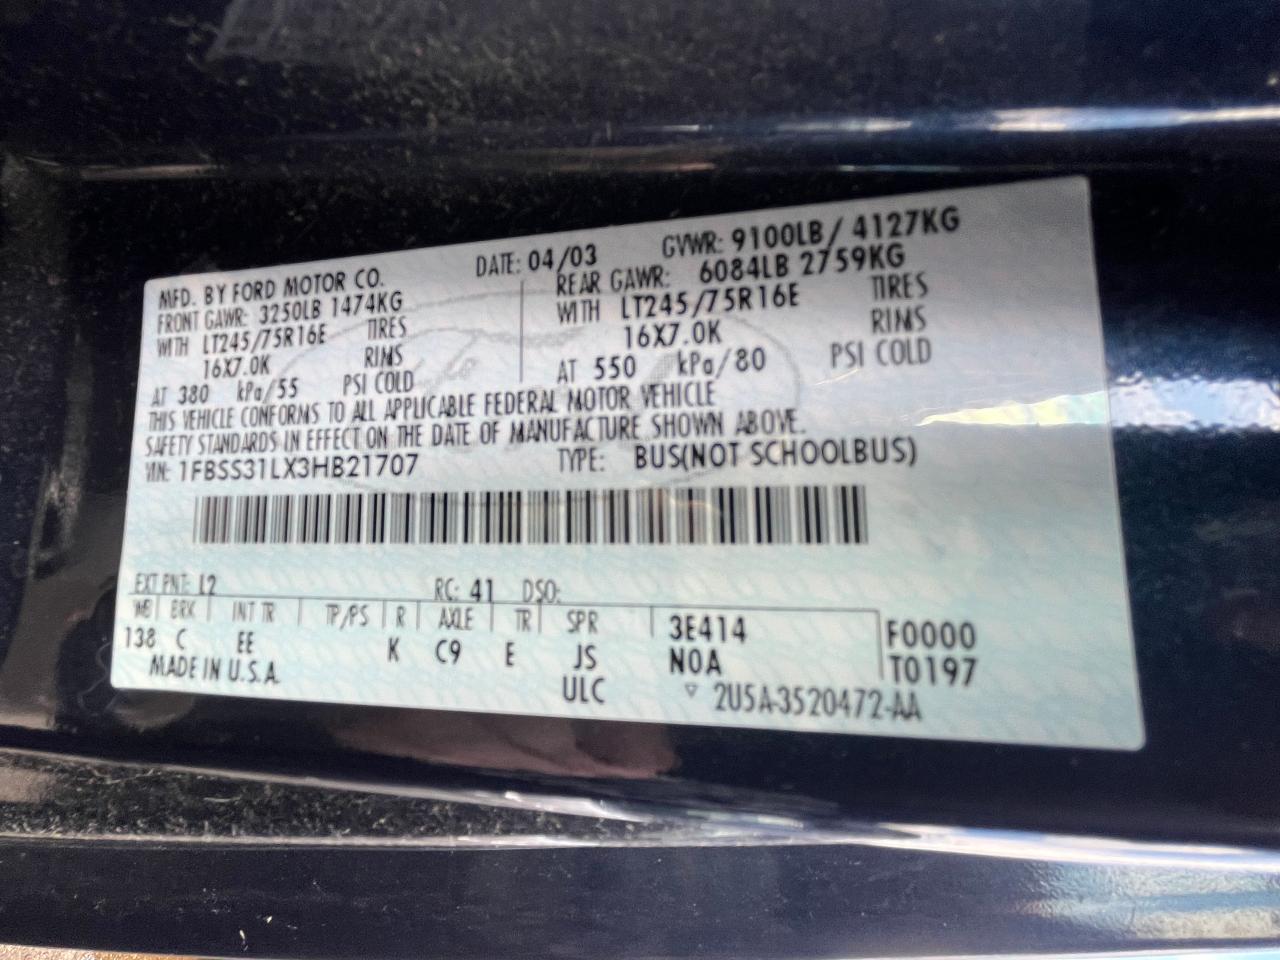 MFD. BY FORD MOTOR CO. DATE: 04/03 GVWR: 9100LB / 4127KG
FRONT GAWR: 3250LB 1474KG REAR GAWR: 6084LB 2759KG
WITH LT245/75R16E TIRES WITH LT245/75R16E TIRES
16X7.0K RIMS 16X7.0K RIMS
AT 380 kPa/55 PSI COLD AT 550 kPa/80 PSI COLD
THIS VEHICLE CONFORMS TO ALL APPLICABLE FEDERAL MOTOR VEHICLE
SAFETY STANDARDS IN EFFECT ON THE DATE OF MANUFACTURE SHOWN ABOVE.
VIN: 1FBSS31LX3HB21707 TYPE: BUS(NOT SCHOOLBUS)
EXT PNT: L2 RC: 41 DSO:
WB BRK INT TR TP/PS R AXLE TR SPR 3E414 F0000
138 C EE K C9 E JS N0A T0197
MADE IN U.S.A. ULC ▽ 2U5A-3520472-AA